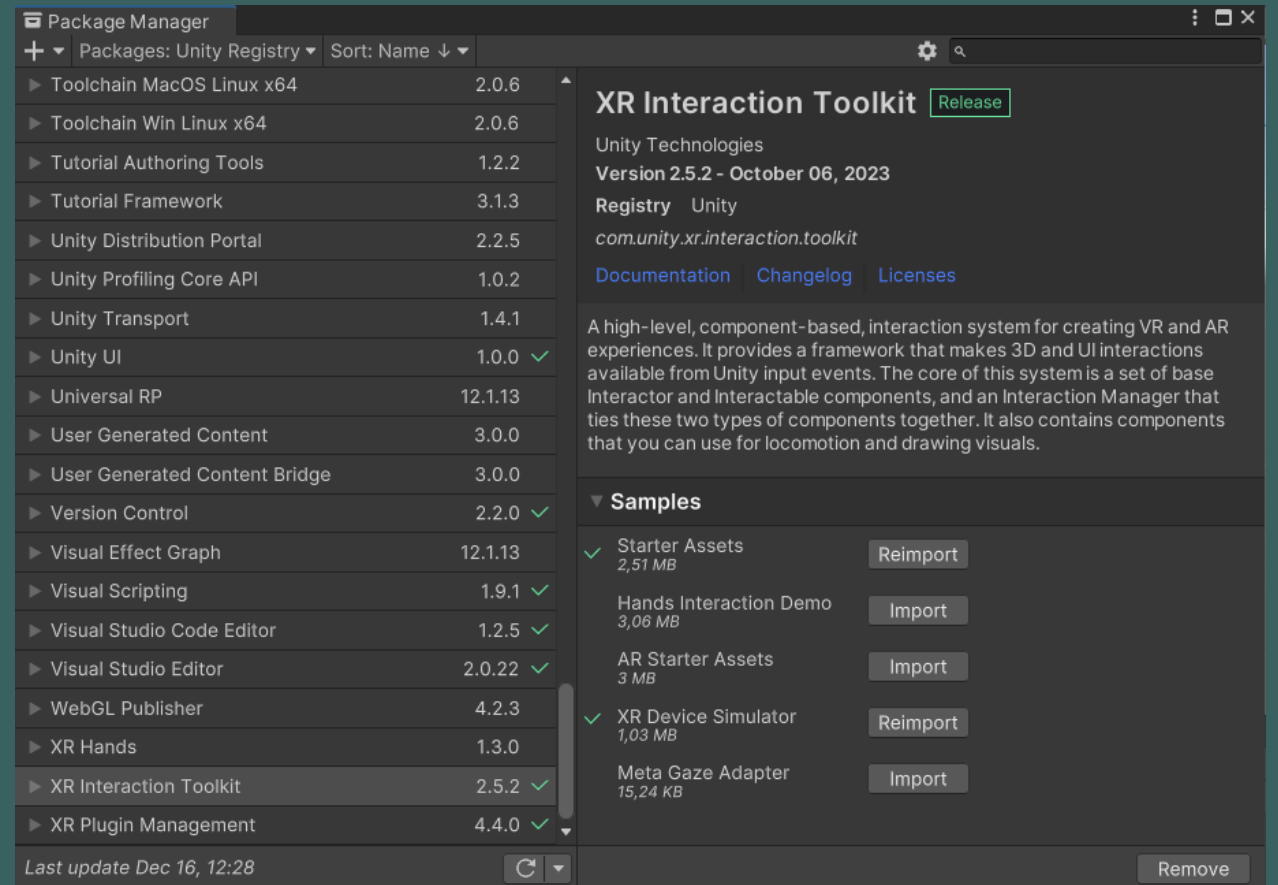 Package Manager
Packages: Unity Registry Sort: Name ↓
Toolchain MacOS Linux x64 2.0.6
Toolchain Win Linux x64 2.0.6
Tutorial Authoring Tools 1.2.2
Tutorial Framework 3.1.3
Unity Distribution Portal 2.2.5
Unity Profiling Core API 1.0.2
Unity Transport 1.4.1
Unity UI 1.0.0
Universal RP 12.1.13
User Generated Content 3.0.0
User Generated Content Bridge 3.0.0
Version Control 2.2.0
Visual Effect Graph 12.1.13
Visual Scripting 1.9.1
Visual Studio Code Editor 1.2.5
Visual Studio Editor 2.0.22
WebGL Publisher 4.2.3
XR Hands 1.3.0
XR Interaction Toolkit 2.5.2
XR Plugin Management 4.4.0
Last update Dec 16, 12:28
XR Interaction Toolkit Release
Unity Technologies
Version 2.5.2 - October 06, 2023
Registry Unity
com.unity.xr.interaction.toolkit
Documentation Changelog Licenses
A high-level, component-based, interaction system for creating VR and AR
experiences. It provides a framework that makes 3D and UI interactions
available from Unity input events. The core of this system is a set of base
Interactor and Interactable components, and an Interaction Manager that
ties these two types of components together. It also contains components
that you can use for locomotion and drawing visuals.
Samples
Starter Assets Reimport
2,51 MB
Hands Interaction Demo Import
3,06 MB
AR Starter Assets Import
3 MB
XR Device Simulator Reimport
1,03 MB
Meta Gaze Adapter Import
15,24 KB
Remove